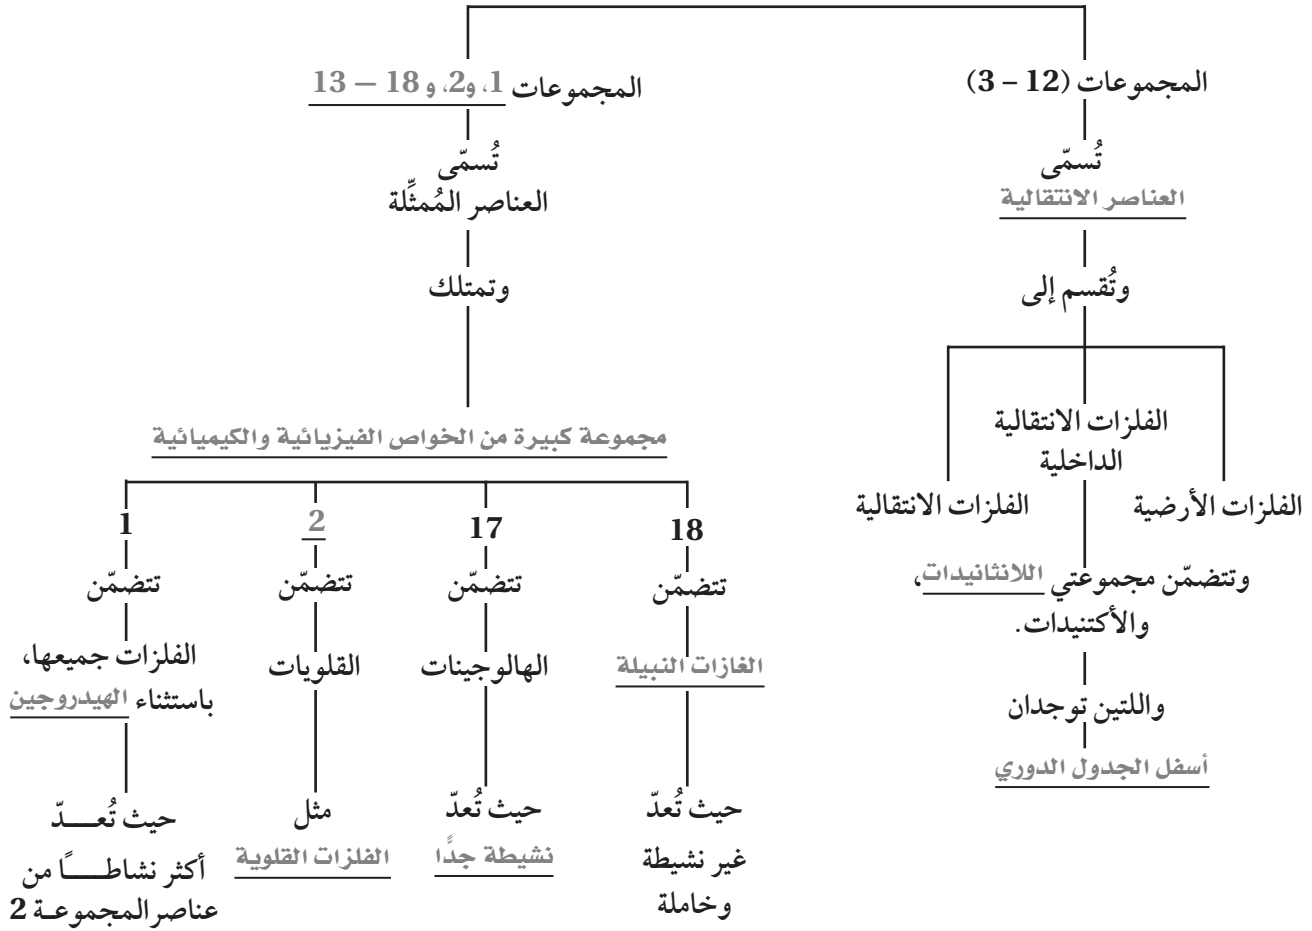 المجموعات (3 – 12)
تُسمّى
العناصر الانتقالية
وتُقسم إلى
الفلزات الأرضية
الفلزات الانتقالية
الداخلية
الفلزات الانتقالية
وتتضمّن مجموعتي اللانثانيدات،
والأكتنيدات.
واللتين توجدان
أسفل الجدول الدوري
المجموعات 1، و2، و 18 – 13
تُسمّى
العناصر المُمثِّلة
وتمتلك
مجموعة كبيرة من الخواص الفيزيائية والكيميائية
18
تتضمّن
الغازات النبيلة
حيث تُعدّ
غير نشيطة
وخاملة
17
تتضمّن
الهالوجينات
حيث تُعدّ
نشيطة جدًّا
2
تتضمّن
القلويات
مثل
الفلزات القلوية
1
تتضمّن
الفلزات جميعها،
باستثناء الهيدروجين
حيث تُعـــدّ
أكثر نشاطـــًا من
عناصر المجموعـة 2